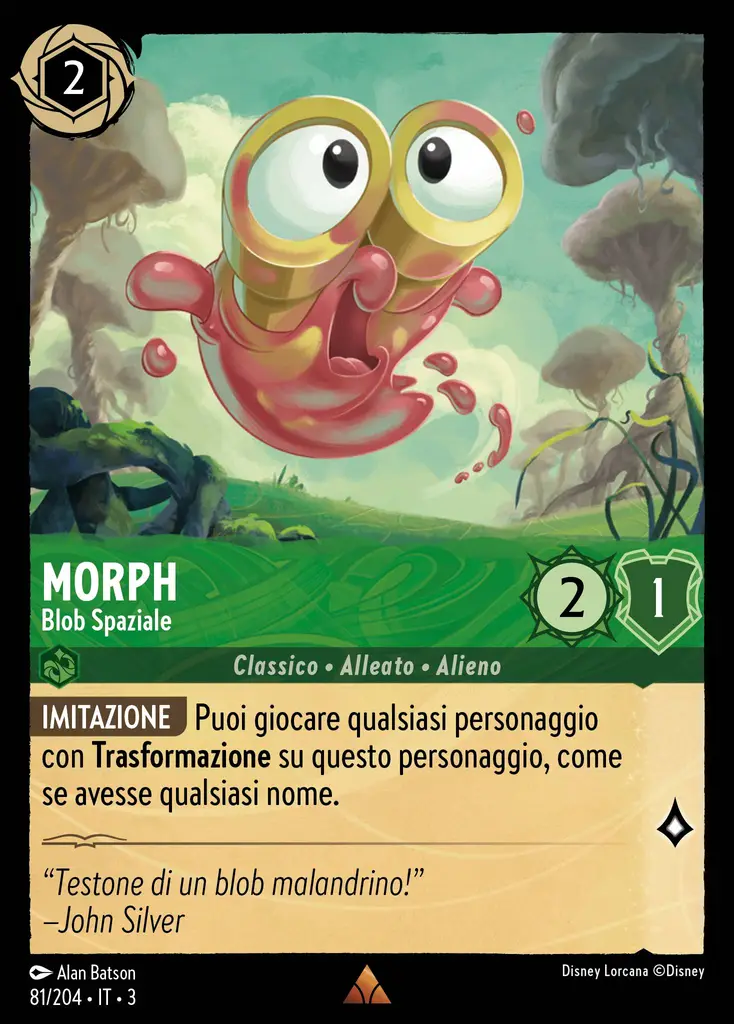 2
MORPH
Blob Spaziale
2
1
Classico • Alleato • Alieno
IMITAZIONE Puoi giocare qualsiasi personaggio
con Trasformazione su questo personaggio, come
se avesse qualsiasi nome.
“Testone di un blob malandrino!”
–John Silver
Alan Batson
Disney Lorcana ©Disney
81/204 • IT • 3